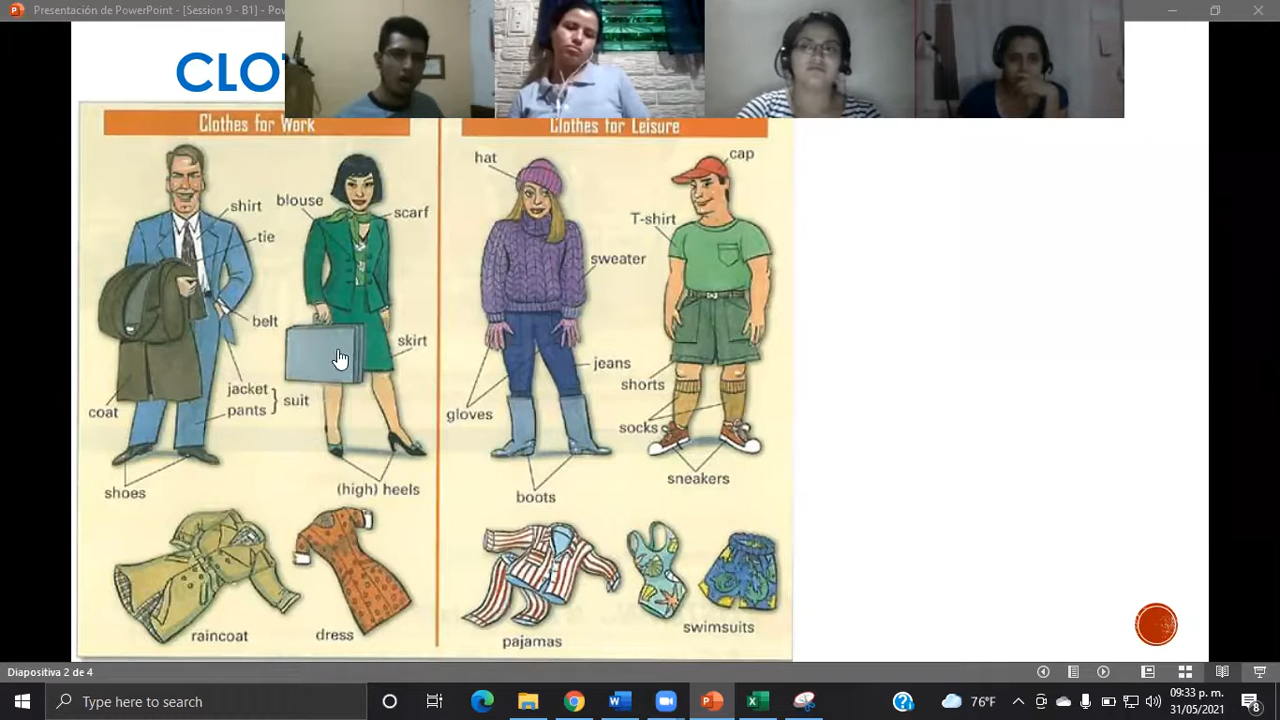 Presentación de PowerPoint - [Session 9 - B1] - Pow
CLOT
Clothes for Work
Clothes for Leisure
hat
cap
shirt
blouse
scarf
T-shirt
tie
sweater
belt
skirt
jeans
jacket
pants
suit
shorts
coat
gloves
socks
shoes
(high) heels
boots
sneakers
raincoat
dress
pajamas
swimsuits
Diapositiva 2 de 4
Type here to search
76°F
09:33 p. m.
31/05/2021
8